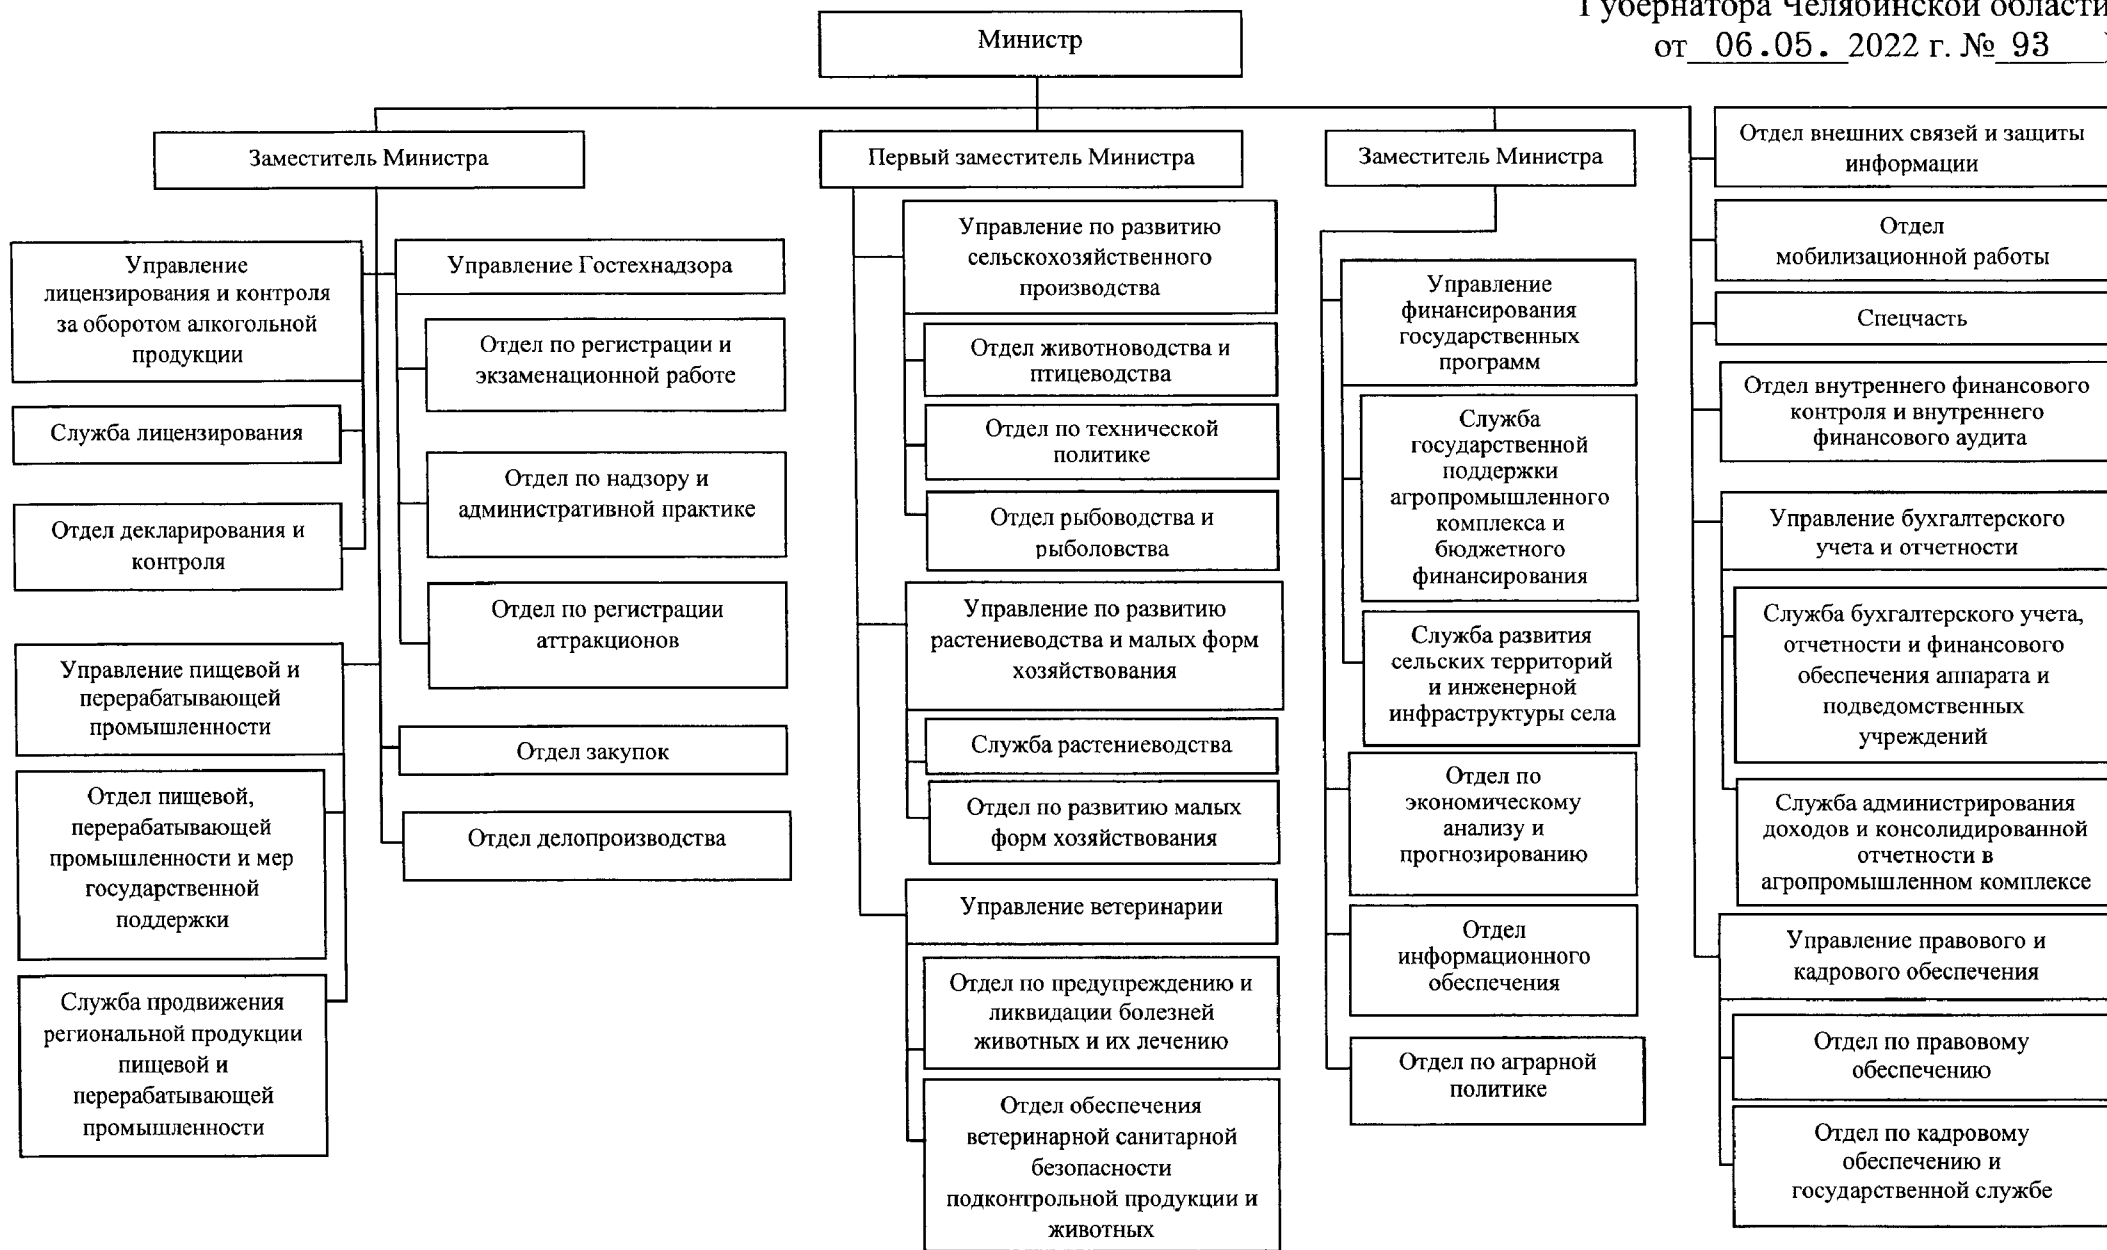 Губернатора Челябинской области
от 06.05. 2022 г. № 93
Министр
Заместитель Министра
Управление
лицензирования и контроля
за оборотом алкогольной
продукции
Служба лицензирования
Отдел декларирования и
контроля
Управление пищевой и
перерабатывающей
промышленности
Отдел пищевой,
перерабатывающей
промышленности и мер
государственной
поддержки
Служба продвижения
региональной продукции
пищевой и
перерабатывающей
промышленности
Управление Гостехнадзора
Отдел по регистрации и
экзаменационной работе
Отдел по надзору и
административной практике
Отдел по регистрации
аттракционов
Отдел закупок
Отдел делопроизводства
Первый заместитель Министра
Управление по развитию
сельскохозяйственного
производства
Отдел животноводства и
птицеводства
Отдел по технической
политике
Отдел рыбоводства и
рыболовства
Управление по развитию
растениеводства и малых форм
хозяйствования
Служба растениеводства
Отдел по развитию малых
форм хозяйствования
Управление ветеринарии
Отдел по предупреждению и
ликвидации болезней
животных и их лечению
Отдел обеспечения
ветеринарной санитарной
безопасности
подконтрольной продукции и
животных
Заместитель Министра
Управление
финансирования
государственных
программ
Служба
государственной
поддержки
агропромышленного
комплекса и
бюджетного
финансирования
Служба развития
сельских территорий
и инженерной
инфраструктуры села
Отдел по
экономическому
анализу и
прогнозированию
Отдел
информационного
обеспечения
Отдел по аграрной
политике
Отдел внешних связей и защиты
информации
Отдел
мобилизационной работы
Спецчасть
Отдел внутреннего финансового
контроля и внутреннего
финансового аудита
Управление бухгалтерского
учета и отчетности
Служба бухгалтерского учета,
отчетности и финансового
обеспечения аппарата и
подведомственных
учреждений
Служба администрирования
доходов и консолидированной
отчетности в
агропромышленном комплексе
Управление правового и
кадрового обеспечения
Отдел по правовому
обеспечению
Отдел по кадровому
обеспечению и
государственной службе